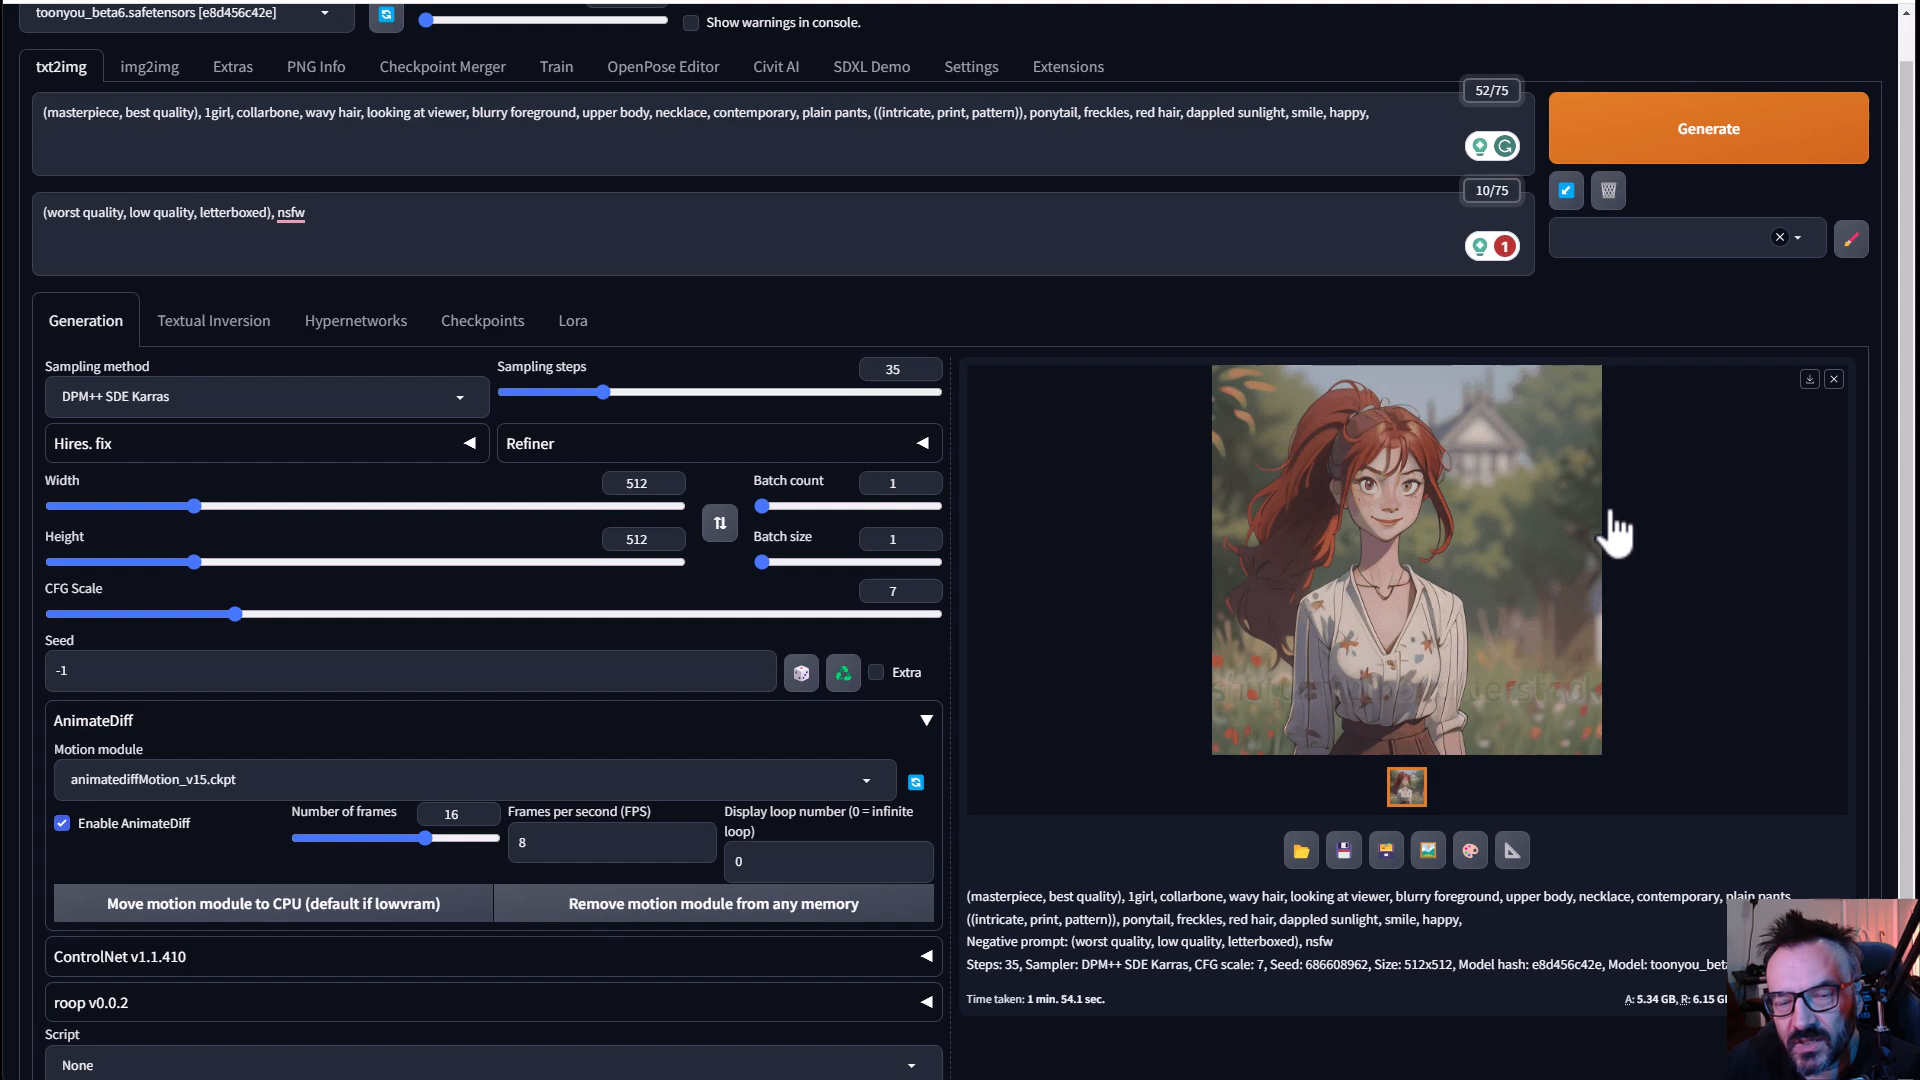 toonyou_beta6.safetensors [e8d456c42e]
Show warnings in console.
txt2img
img2img
Extras
PNG Info
Checkpoint Merger
Train
OpenPose Editor
Civit AI
SDXL Demo
Settings
Extensions
52/75
(masterpiece, best quality), 1girl, collarbone, wavy hair, looking at viewer, blurry foreground, upper body, necklace, contemporary, plain pants, ((intricate, print, pattern)), ponytail, freckles, red hair, dappled sunlight, smile, happy,
Generate
10/75
(worst quality, low quality, letterboxed), nsfw
1
Generation
Textual Inversion
Hypernetworks
Checkpoints
Lora
Sampling method
DPM++ SDE Karras
Sampling steps
35
Hires. fix
Refiner
Width
512
Batch count
1
Height
512
Batch size
1
CFG Scale
7
Seed
-1
Extra
AnimateDiff
Motion module
animatediffMotion_v15.ckpt
Enable AnimateDiff
Number of frames
16
Frames per second (FPS)
8
Display loop number (0 = infinite
loop)
0
Move motion module to CPU (default if lowvram)
Remove motion module from any memory
ControlNet v1.1.410
roop v0.0.2
Script
None
(masterpiece, best quality), 1girl, collarbone, wavy hair, looking at viewer, blurry foreground, upper body, necklace, contemporary, plain pants,
((intricate, print, pattern)), ponytail, freckles, red hair, dappled sunlight, smile, happy,
Negative prompt: (worst quality, low quality, letterboxed), nsfw
Steps: 35, Sampler: DPM++ SDE Karras, CFG scale: 7, Seed: 686608962, Size: 512x512, Model hash: e8d456c42e, Model: toonyou_bet
Time taken: 1 min. 54.1 sec.
A: 5.34 GB, R: 6.15 G